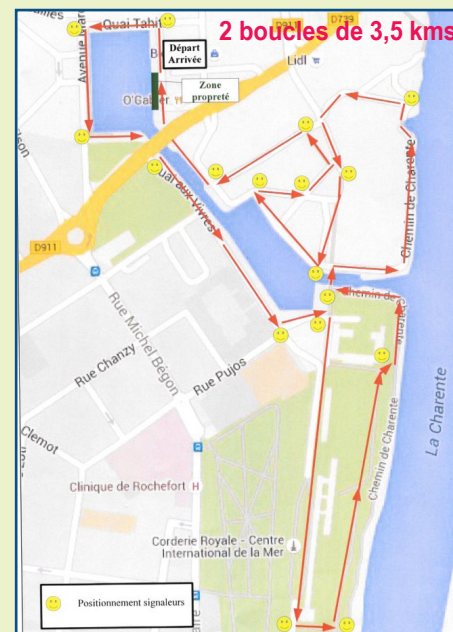 2 boucles de 3,5 kms
Quai Tahiti
D911
D739
Départ
Arrivée
Lidl
Zone
propreté
Quai aux Vivres
Chemin de Charente
D911
Chemin de
Charente
Rue Michel Bégon
Rue Chanzy
Rue Pujos
Clemot
La Charente
Chemin de Charente
Clinique de Rochefort H
Corderie Royale - Centre
International de la Mer
Positionnement signaleurs